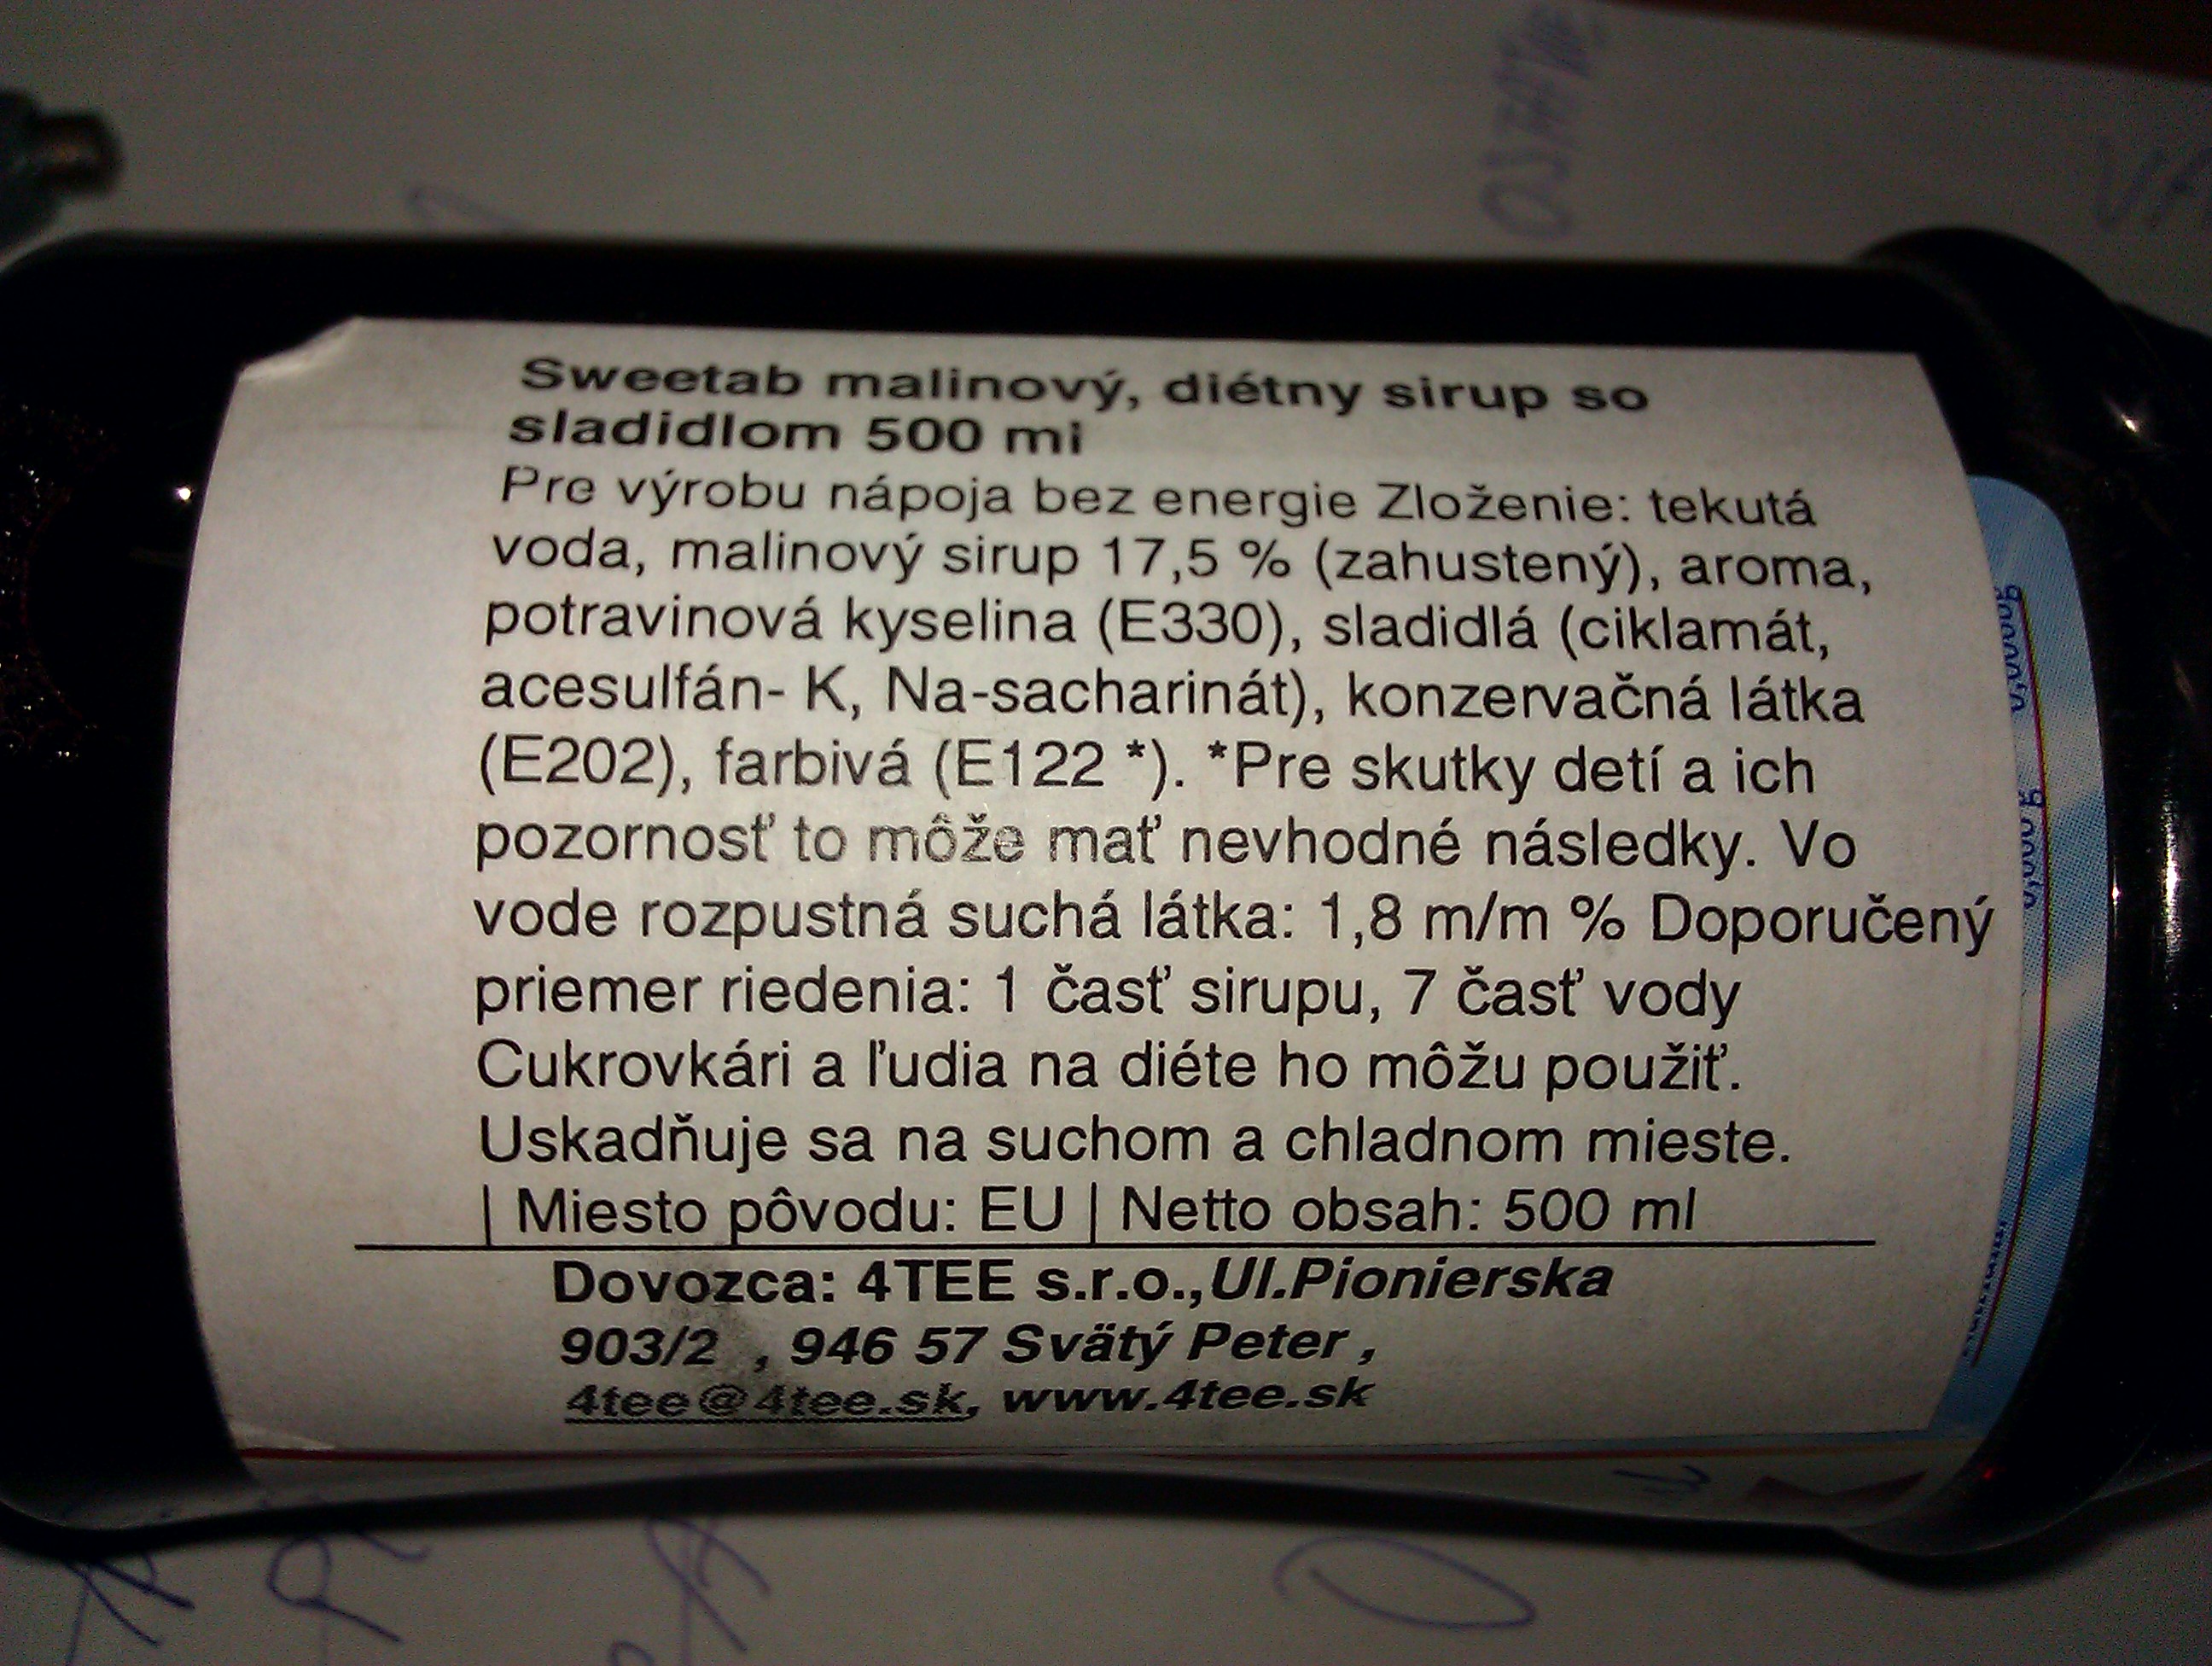 Sweetab malinový, diétny sirup so
sladidlom 500 ml
Pre výrobu nápoja bez energie Zloženie: tekutá
voda, malinový sirup 17,5 % (zahustený), aroma,
potravinová kyselina (E330), sladidlá (ciklamát,
acesulfán- K, Na-sacharinát), konzervačná látka
(E202), farbivá (E122 *). *Pre skutky detí a ich
pozornosť to môže mať nevhodné následky. Vo
vode rozpustná suchá látka: 1,8 m/m % Doporučený
priemer riedenia: 1 časť sirupu, 7 časť vody
Cukrovkári a ľudia na diéte ho môžu použiť.
Uskadňuje sa na suchom a chladnom mieste.
| Miesto pôvodu: EU | Netto obsah: 500 ml
Dovozca: 4TEE s.r.o.,Ul.Pionierska
903/2 , 946 57 Svätý Peter ,
4tee@4tee.sk, www.4tee.sk